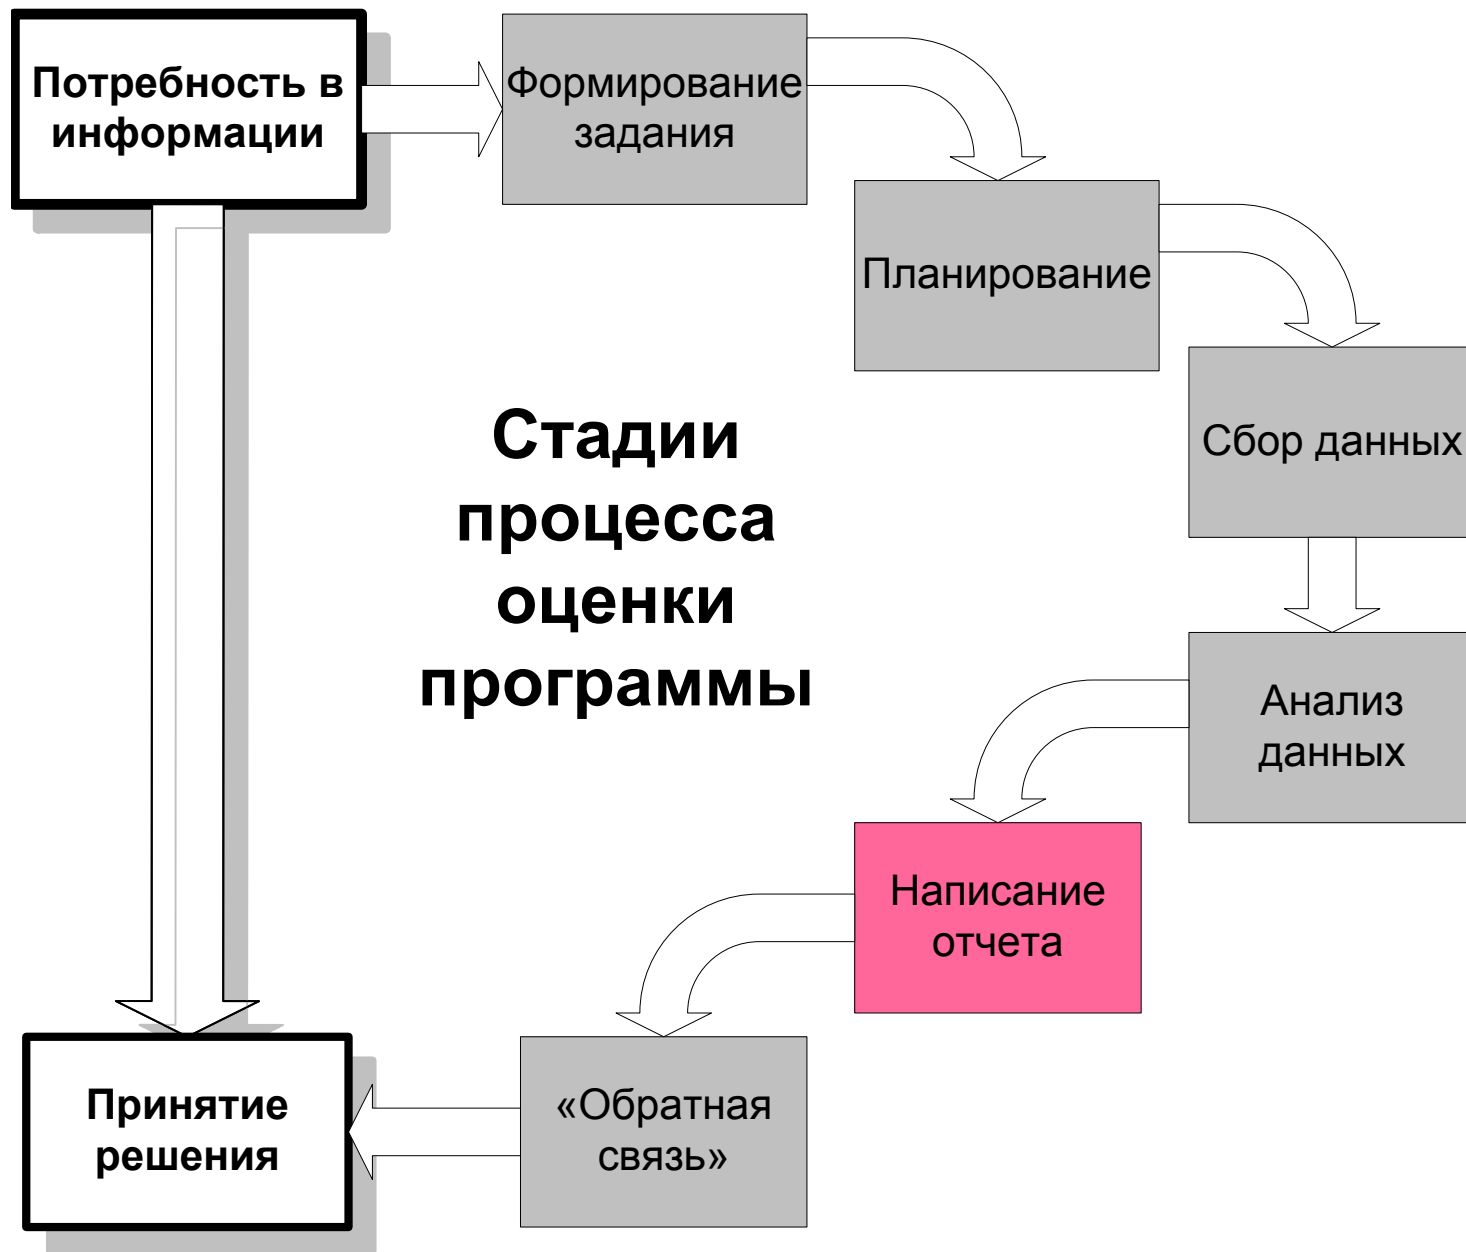 Потребность в
информации
Формирование
задания
Планирование
Сбор данных
Стадии
процесса
оценки
программы
Анализ
данных
Написание
отчета
«Обратная
связь»
Принятие
решения